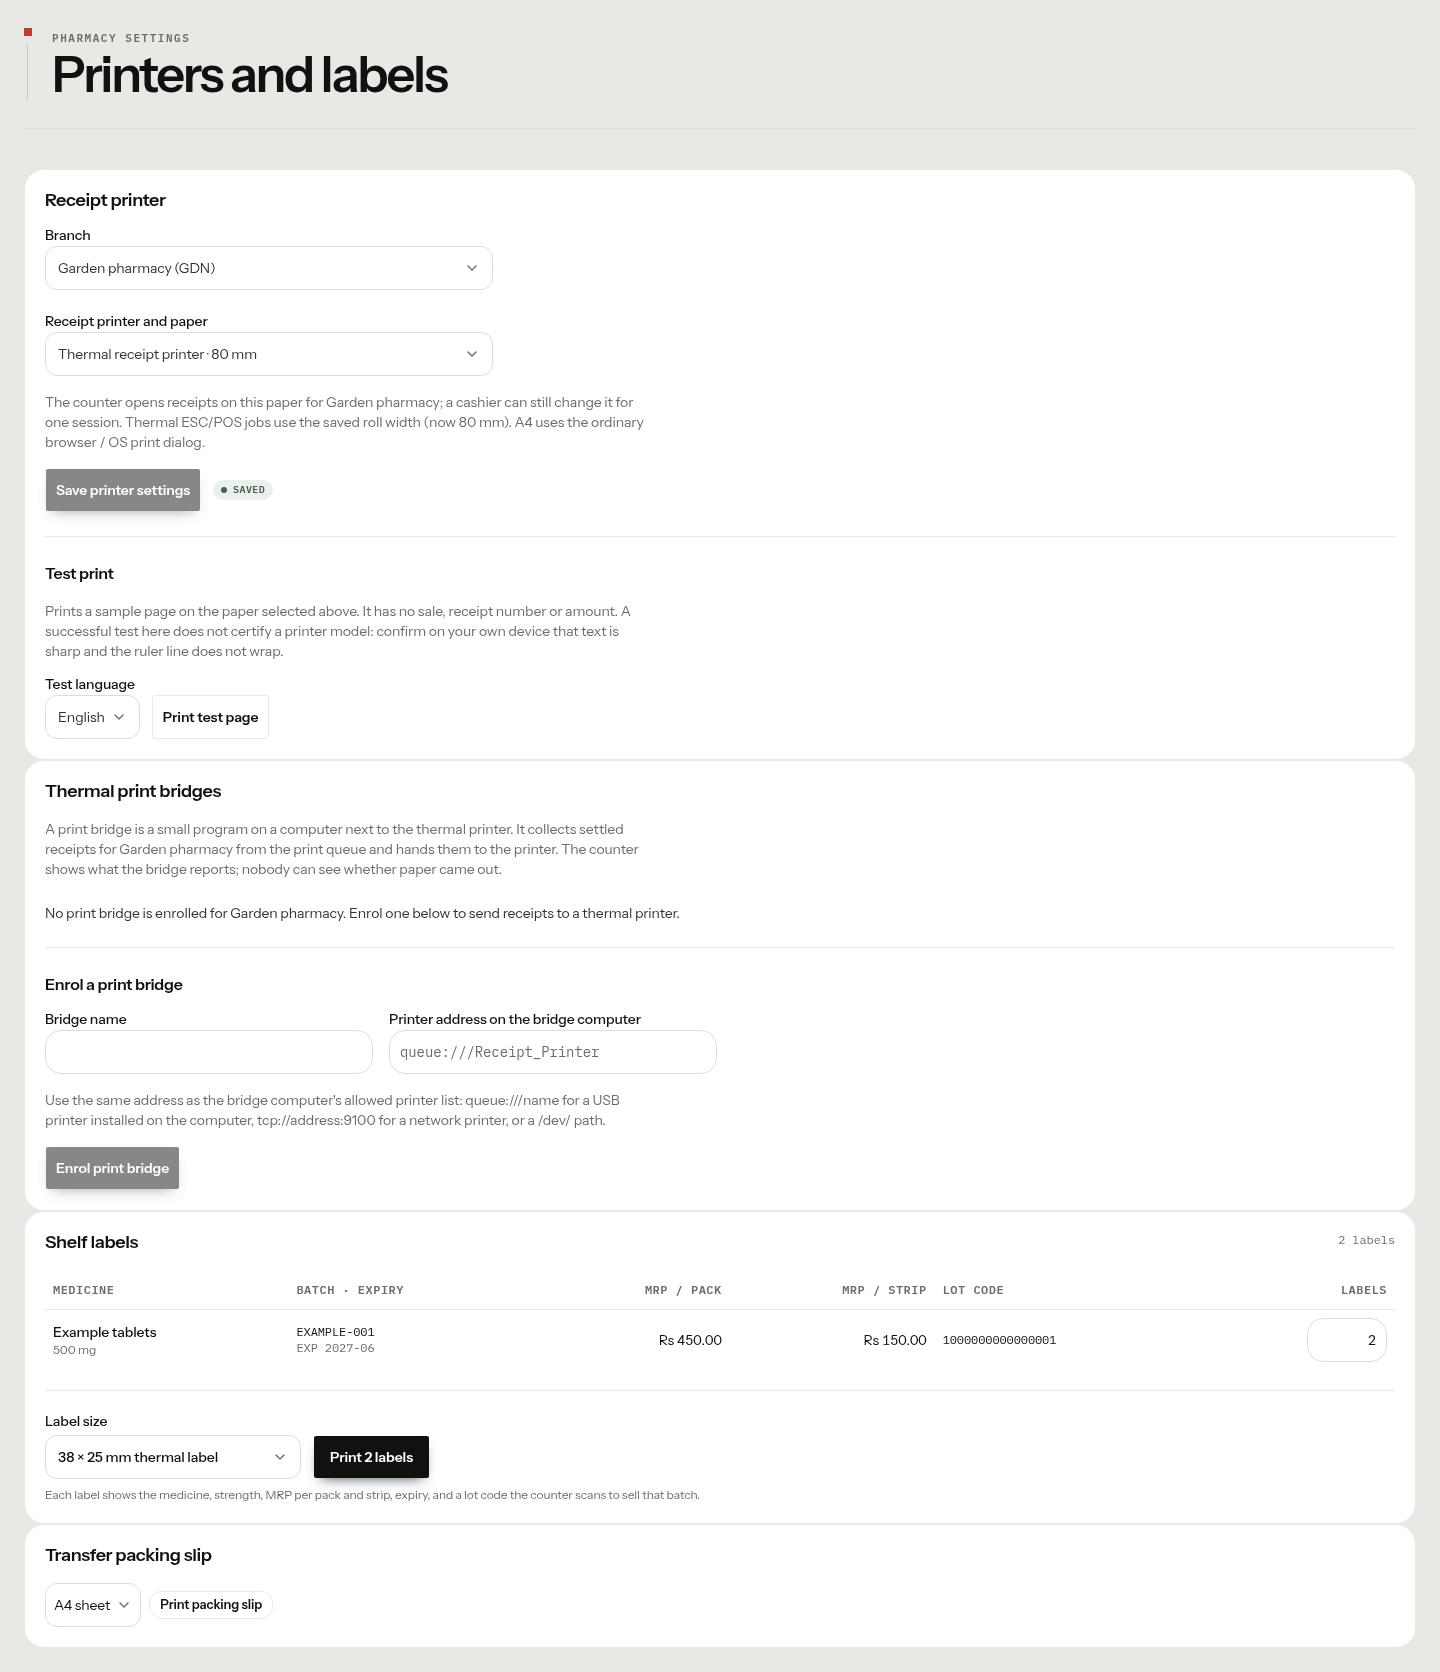 PHARMACY SETTINGS
Printers and labels
Receipt printer
Branch
Garden pharmacy (GDN)
Receipt printer and paper
Thermal receipt printer · 80 mm
The counter opens receipts on this paper for Garden pharmacy; a cashier can still change it for
one session. Thermal ESC/POS jobs use the saved roll width (now 80 mm). A4 uses the ordinary
browser / OS print dialog.
Save printer settings
SAVED
Test print
Prints a sample page on the paper selected above. It has no sale, receipt number or amount. A
successful test here does not certify a printer model: confirm on your own device that text is
sharp and the ruler line does not wrap.
Test language
English
Print test page
Thermal print bridges
A print bridge is a small program on a computer next to the thermal printer. It collects settled
receipts for Garden pharmacy from the print queue and hands them to the printer. The counter
shows what the bridge reports; nobody can see whether paper came out.
No print bridge is enrolled for Garden pharmacy. Enrol one below to send receipts to a thermal printer.
Enrol a print bridge
Bridge name
Printer address on the bridge computer
queue:///Receipt_Printer
Use the same address as the bridge computer's allowed printer list: queue:///name for a USB
printer installed on the computer, tcp://address:9100 for a network printer, or a /dev/ path.
Enrol print bridge
Shelf labels
2 labels
MEDICINE BATCH · EXPIRY MRP / PACK MRP / STRIP LOT CODE LABELS
Example tablets
500 mg
EXAMPLE-001
EXP 2027-06
Rs 450.00
Rs 150.00
1000000000000001
2
Label size
38 × 25 mm thermal label
Print 2 labels
Each label shows the medicine, strength, MRP per pack and strip, expiry, and a lot code the counter scans to sell that batch.
Transfer packing slip
A4 sheet
Print packing slip